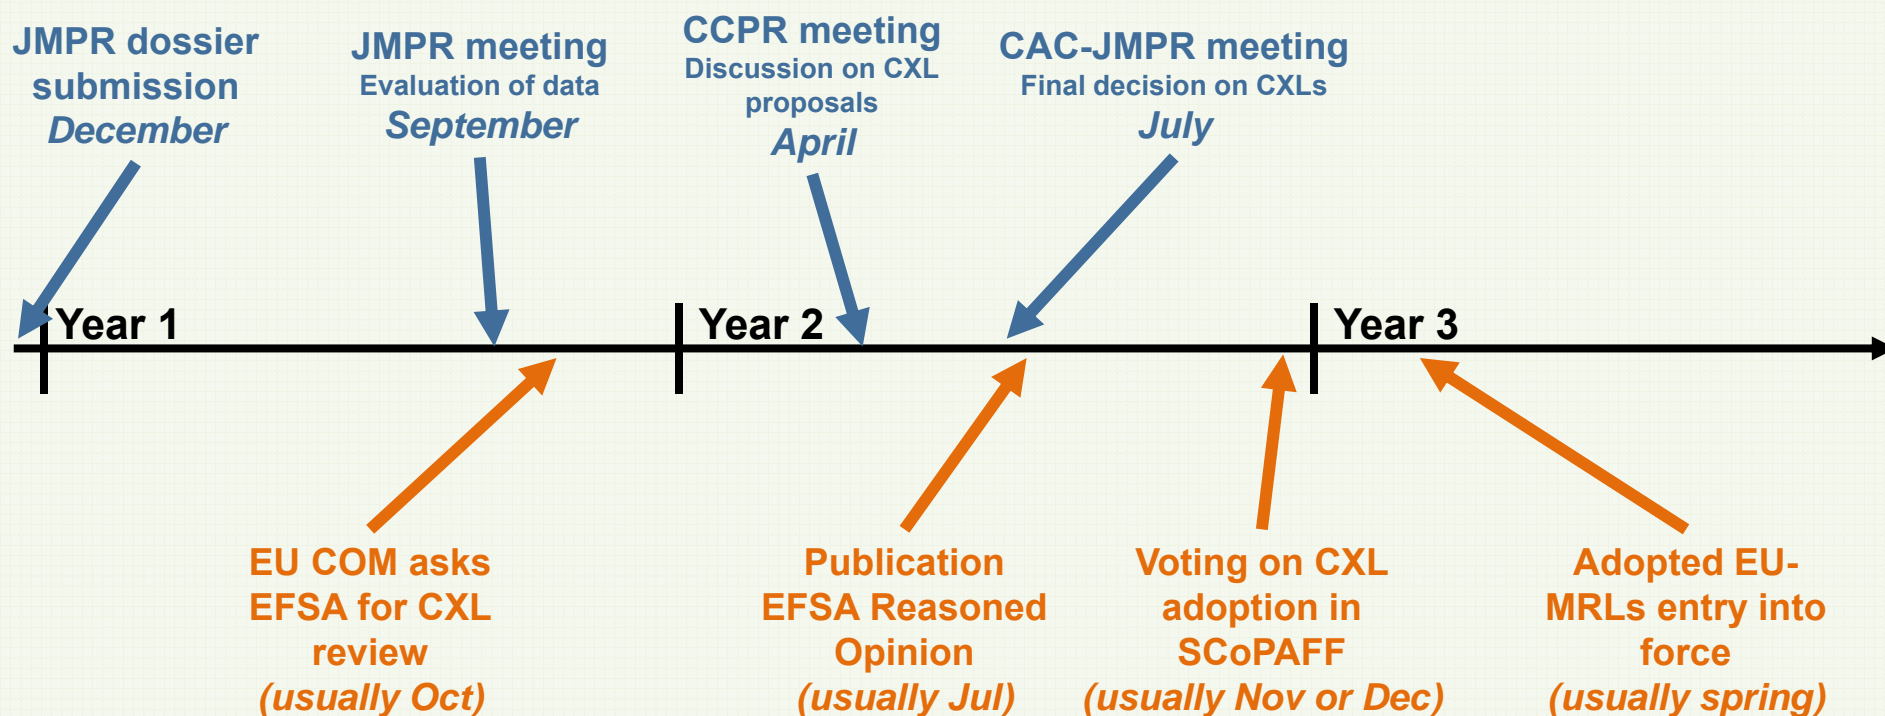 JMPR dossier
submission
December
JMPR meeting
Evaluation of data
September
CCPR meeting
Discussion on CXL
proposals
April
CAC-JMPR meeting
Final decision on CXLs
July
Year 1
Year 2
Year 3
EU COM asks
EFSA for CXL
review
(usually Oct)
Publication
EFSA Reasoned
Opinion
(usually Jul)
Voting on CXL
adoption in
SCoPAFF
(usually Nov or Dec)
Adopted EU-
MRLs entry into
force
(usually spring)